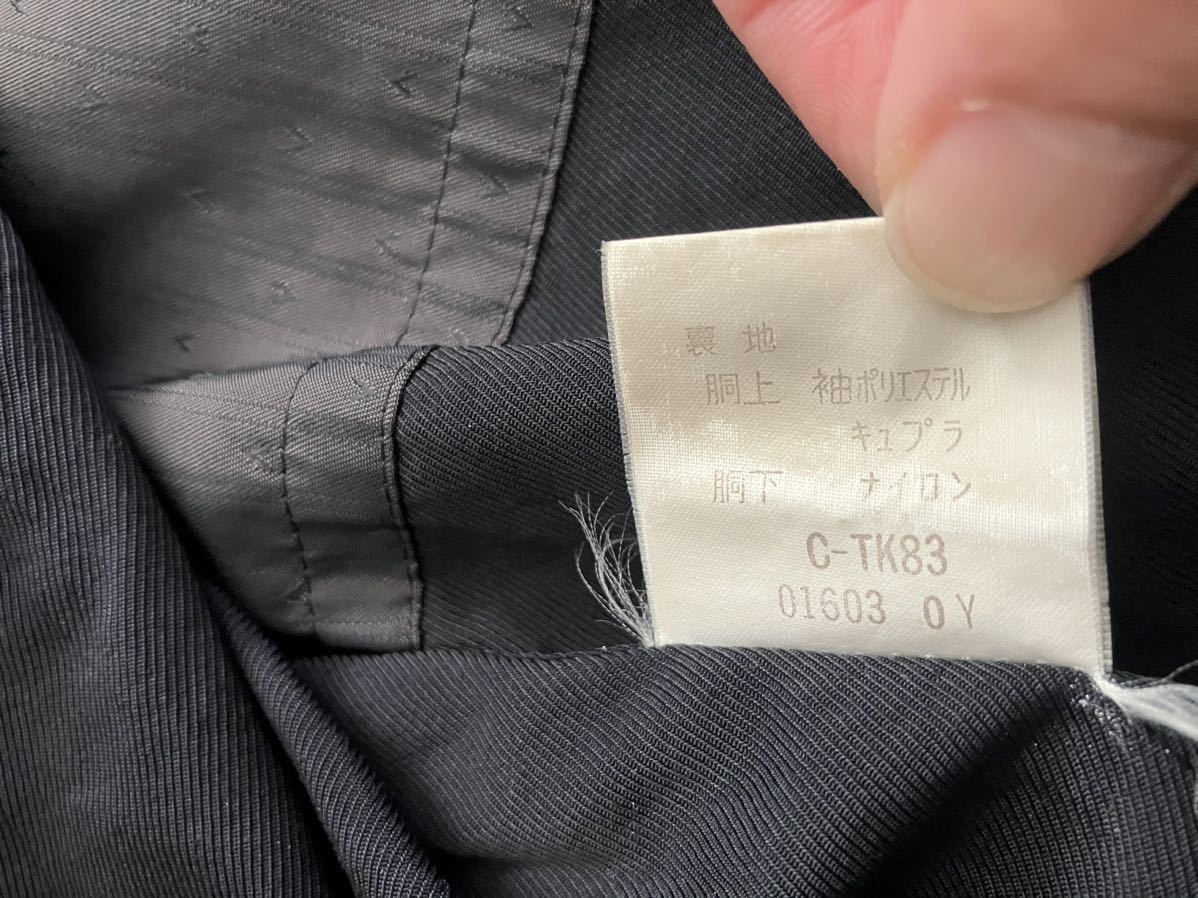 裏地
胴上 袖ポリエステル
キュプラ
胴下 ナイロン
C-TK83
01603 0Y